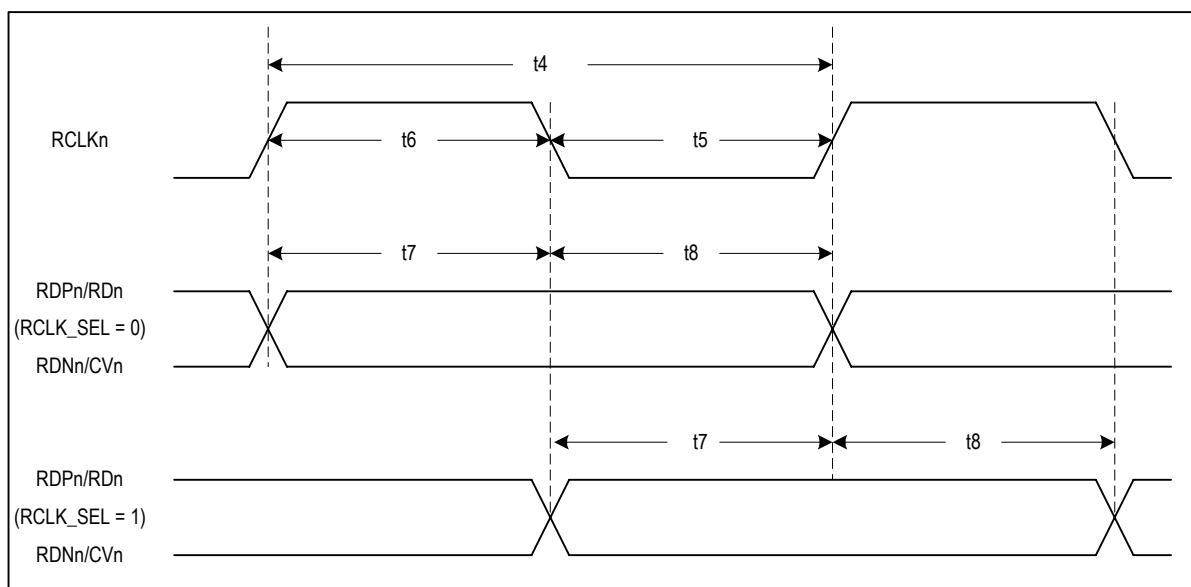 t4
RCLKn
t6
t5
t7
t8
RDPn/RDn
(RCLK_SEL = 0)
RDNn/CVn
t7
t8
RDPn/RDn
(RCLK_SEL = 1)
RDNn/CVn